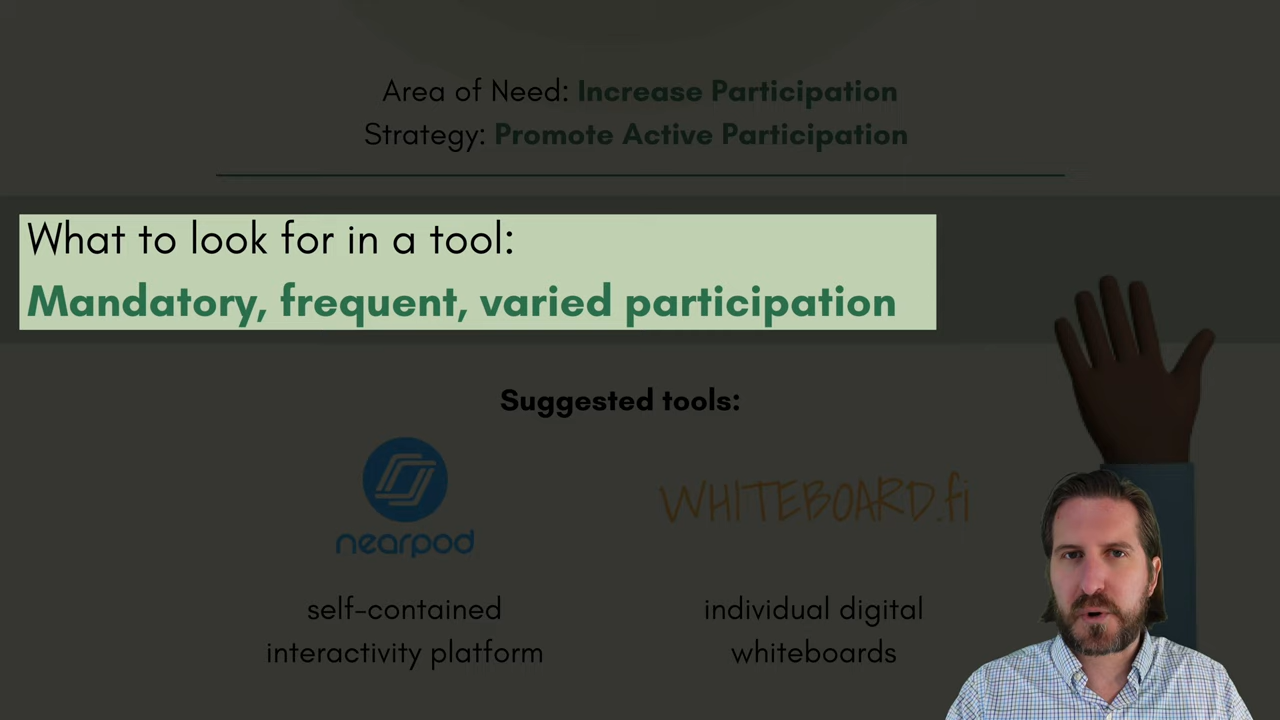 Area of Need: Increase Participation
Strategy: Promote Active Participation
What to look for in a tool:
Mandatory, frequent, varied participation
Suggested tools:
nearpod
WHITEBOARD.fi
self-contained
interactivity platform
individual digital
whiteboards